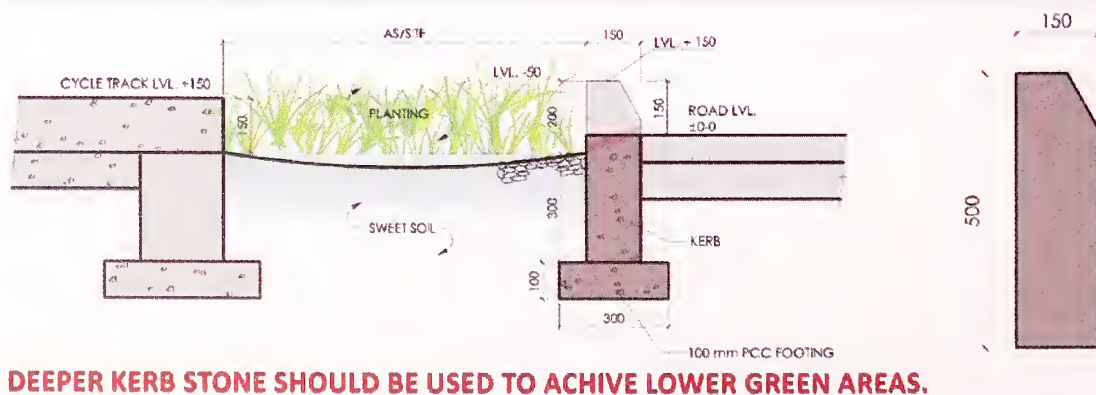 AS/SITE
150
LVL. + 150
150
CYCLE TRACK LVL. +150
LVL. -50
PLANTING
150
200
150
ROAD LVL.
±0-0
500
300
SWEET SOIL
KERB
100
300
100 mm PCC FOOTING
DEEPER KERB STONE SHOULD BE USED TO ACHIVE LOWER GREEN AREAS.